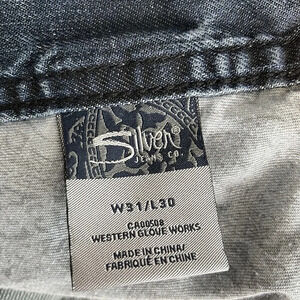 Silver®
JEANS CO.
W31/L30
CA00508
WESTERN GLOVE WORKS
MADE IN CHINA/
FABRIQUÉ EN CHINE